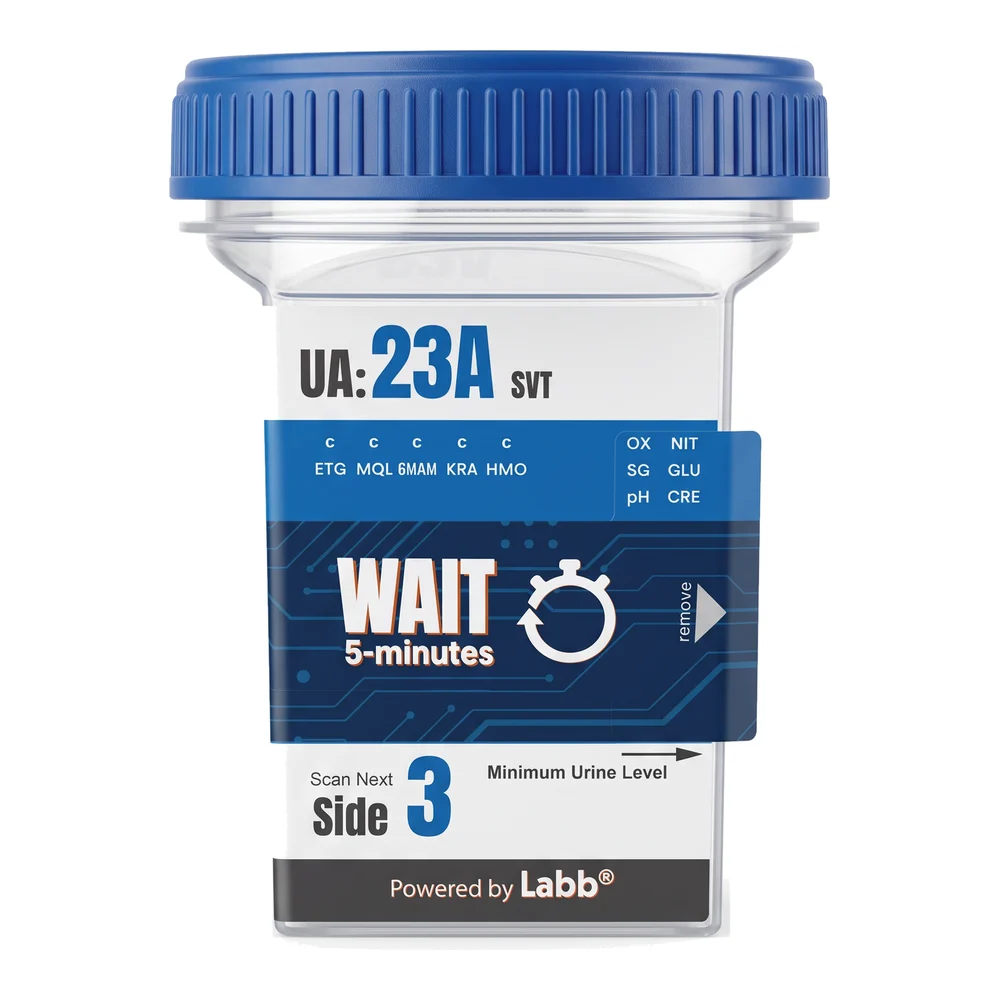 UA: 23A SVT
C C C C C
ETG MQL 6MAM KRA HMO
OX NIT
SG GLU
pH CRE
WAIT
5-minutes
remove
Minimum Urine Level
Scan Next
Side 3
Powered by Labb®